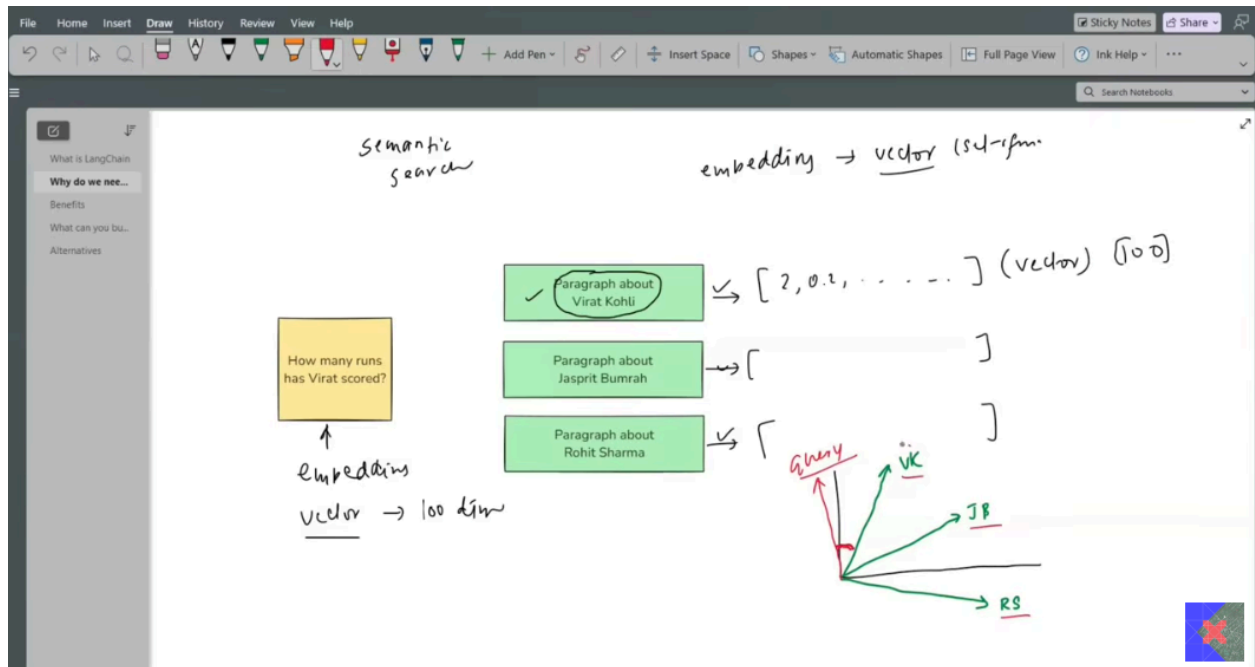 File Home Insert Draw History Review View Help
Sticky Notes Share
Add Pen Insert Space Shapes Automatic Shapes Full Page View Ink Help ...
Search Notebooks
What is LangChain
Why do we nee...
Benefits
What can you bu...
Alternatives
semantic
search
embedding → vector
Paragraph about
Virat Kohli
→ [ 2, 0.2, . . . . . . ] (vector) [100]
How many runs
has Virat scored?
Paragraph about
Jasprit Bumrah
→ [ ]
Paragraph about
Rohit Sharma
→ [ ]
embeddings
vector → 100 dim
query
VK
JB
RS